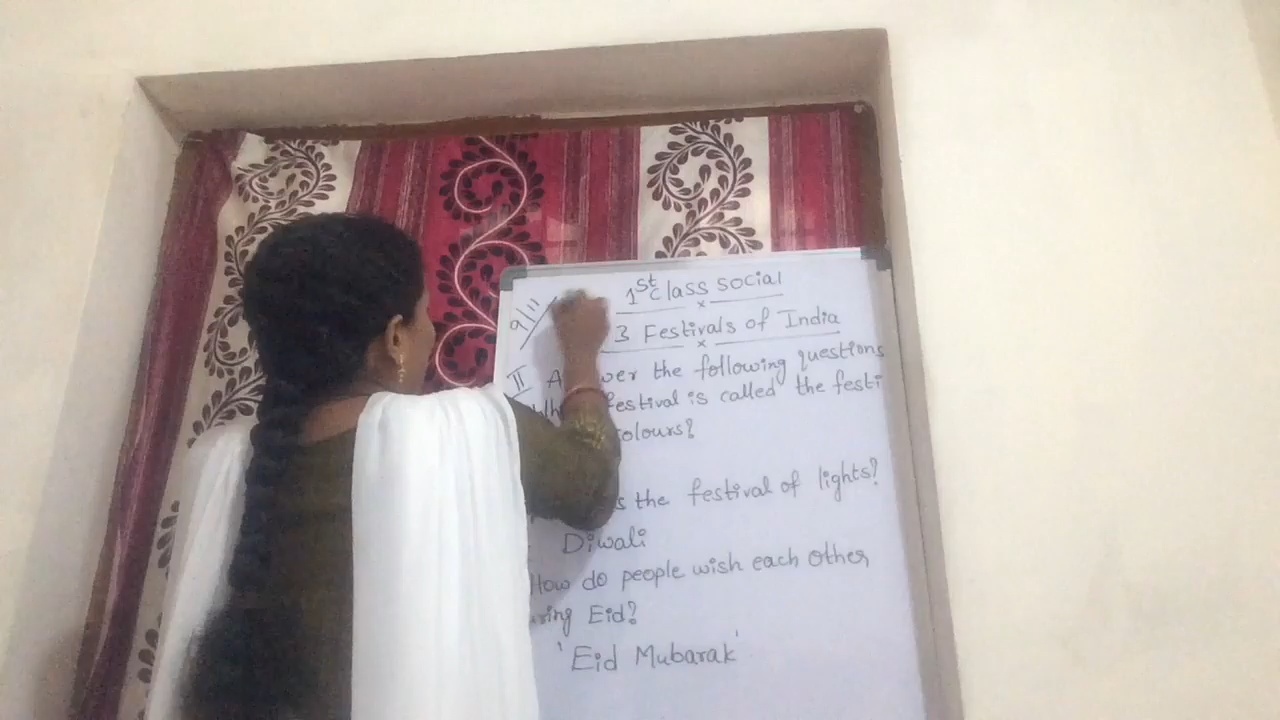 9/11
1st Class social
3 Festivals of India
II the following questions
festival is called the festi
colours?
the festival of lights?
Diwali
How do people wish each other
Eid?
'Eid Mubarak'